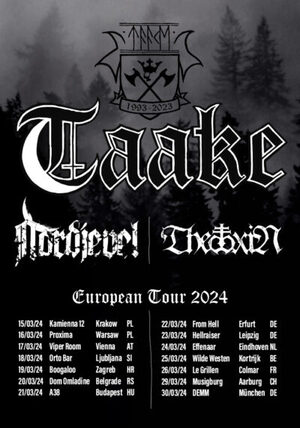 TAAKE
1993-2023
Taake
Nordjevel
Theodoxin
European Tour 2024
15/03/24 Kamienna 12 Krakow PL
16/03/24 Proxima Warsaw PL
17/03/24 Viper Room Vienna AT
18/03/24 Orto Bar Ljubljana SI
19/03/24 Boogaloo Zagreb HR
20/03/24 Dom Omladine Belgrade RS
21/03/24 A38 Budapest HU
22/03/24 From Hell Erfurt DE
23/03/24 Hellraiser Leipzig DE
24/03/24 Effenaar Eindhoven NL
25/03/24 Wilde Westen Kortrijk BE
26/03/24 Le Grillen Colmar FR
29/03/24 Musigburg Aarburg CH
30/03/24 DEMM München DE